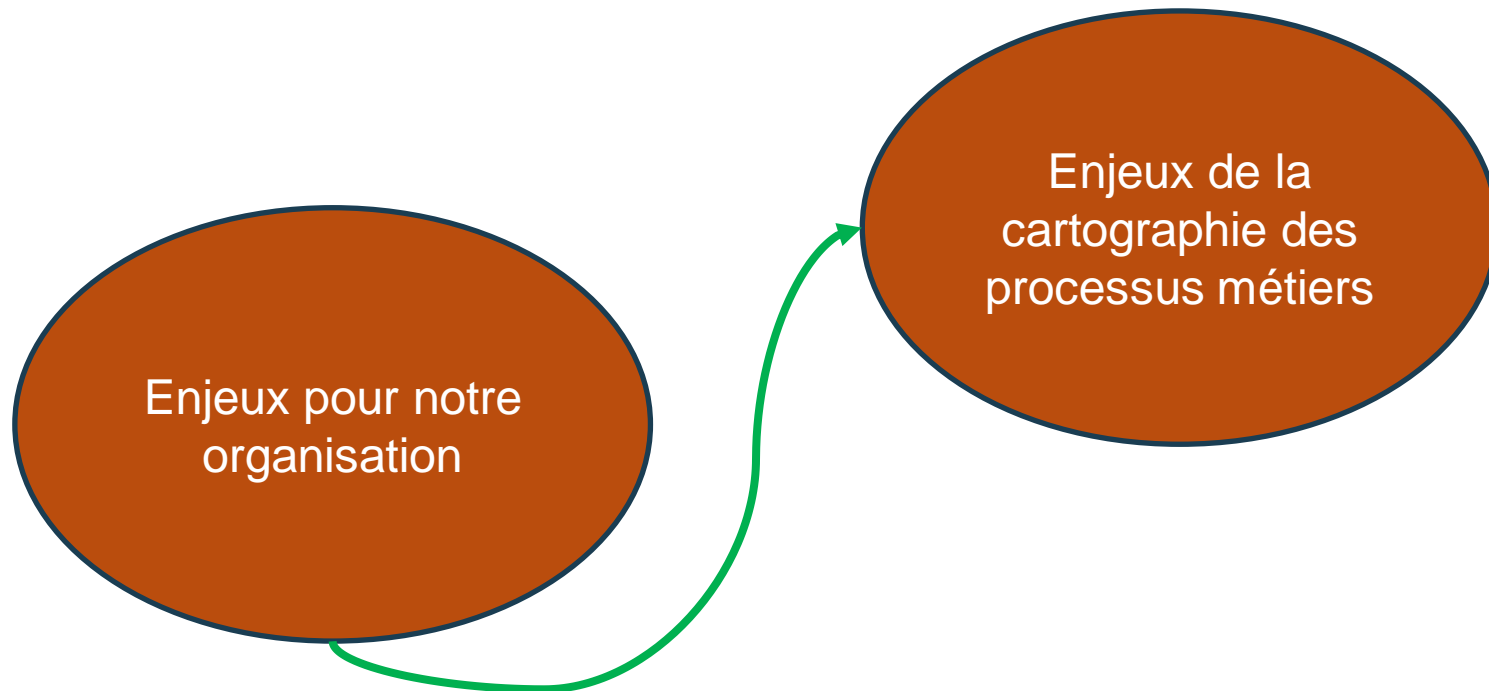 Enjeux pour notre
organisation
Enjeux de la
cartographie des
processus métiers